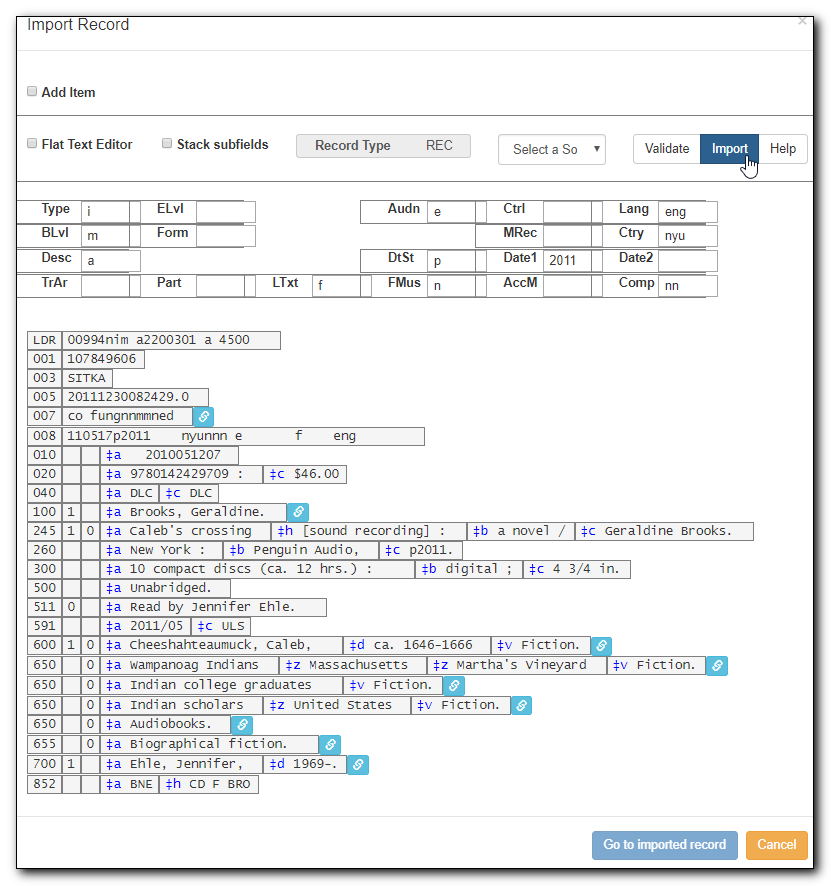 Import Record ×
Add Item
Flat Text Editor Stack subfields Record Type REC Select a So Validate Import Help
Type i ELvl Audn e Ctrl Lang eng
BLvl m Form MRec Ctry nyu
Desc a DtSt p Date1 2011 Date2
TrAr Part LTxt f FMus n AccM Comp nn
LDR 00994nim a2200301 a 4500
001 107849606
003 SITKA
005 20111230082429.0
007 co fungnnmmned
008 110517p2011 nyunnn e f eng
010 ‡a 2010051207
020 ‡a 9780142429709 : ‡c $46.00
040 ‡a DLC ‡c DLC
100 1 ‡a Brooks, Geraldine.
245 1 0 ‡a Caleb's crossing ‡h [sound recording] : ‡b a novel / ‡c Geraldine Brooks.
260 ‡a New York : ‡b Penguin Audio, ‡c p2011.
300 ‡a 10 compact discs (ca. 12 hrs.) : ‡b digital ; ‡c 4 3/4 in.
500 ‡a Unabridged.
511 0 ‡a Read by Jennifer Ehle.
591 ‡a 2011/05 ‡c ULS
600 1 0 ‡a Cheeshahteaumuck, Caleb, ‡d ca. 1646-1666 ‡v Fiction.
650 0 ‡a Wampanoag Indians ‡z Massachusetts ‡z Martha's Vineyard ‡v Fiction.
650 0 ‡a Indian college graduates ‡v Fiction.
650 0 ‡a Indian scholars ‡z United States ‡v Fiction.
650 0 ‡a Audiobooks.
655 0 ‡a Biographical fiction.
700 1 ‡a Ehle, Jennifer, ‡d 1969-.
852 ‡a BNE ‡h CD F BRO
Go to imported record Cancel